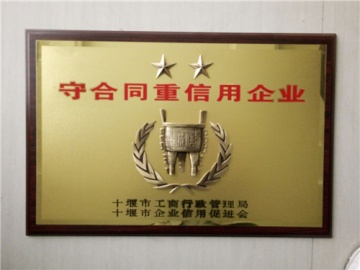 守合同重信用企业
十堰市工商行政管理局
十堰市企业信用促进会